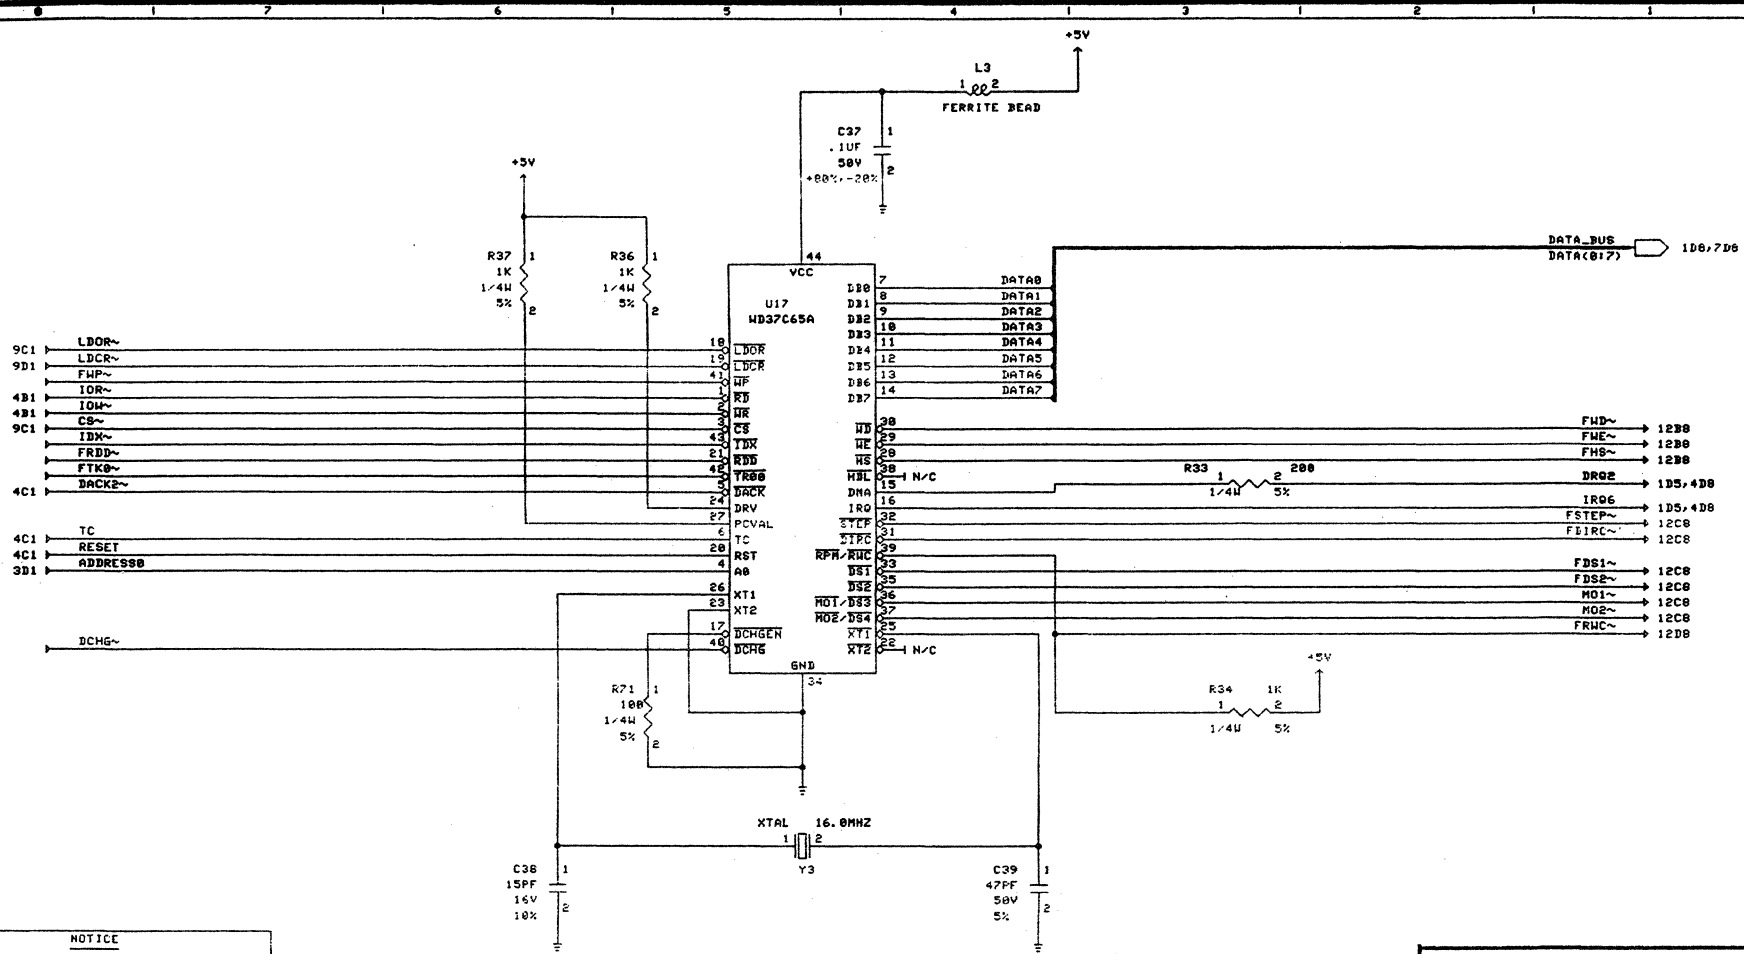 8 7 6 5 4 3 2 1
+5V
L3
1 2
FERRITE BEAD
C37 1
.1UF
50V
+80%,-20% 2
+5V
R37 1
1K
1/4W
5%
2
R36 1
1K
1/4W
5%
2
44
VCC
U17
WD37C65A
DATA_BUS
DATA(0:7)
1D8,7D8
DB0 7 DATA0
DB1 8 DATA1
DB2 9 DATA2
DB3 10 DATA3
DB4 11 DATA4
DB5 12 DATA5
DB6 13 DATA6
DB7 14 DATA7
9C1 LDOR~ 18 LDOR
9D1 LDCR~ 19 LDCR
FWP~ 41 WP
4B1 IOR~ 1 RD
4B1 IOW~ 2 WR
9C1 CS~ 3 CS
IDX~ 43 IDX
FRDD~ 21 RDD
FTK0~ 42 TR00
4C1 DACK2~ 5 DACK
24 DRV
27 PCVAL
4C1 TC 6 TC
4C1 RESET 20 RST
3D1 ADDRESS0 4 A0
26 XT1
23 XT2
17 DCHGEN
DCHG~ 40 DCHG
WD 30 FWD~ 12B8
WE 29 FWE~ 12B8
HS 28 FHS~ 12B8
HDL 38 N/C
DMA 15 DRQ2 1D5,4D8
R33 200
1 2
1/4W 5%
IRQ 16 IRQ6 1D5,4D8
STEP 32 FSTEP~ 12C8
DIRC 31 FDIRC~ 12C8
RPM/RWC 39
DS1 33 FDS1~ 12C8
DS2 35 FDS2~ 12C8
MO1/DS3 36 MO1~ 12C8
MO2/DS4 37 MO2~ 12C8
XT1 25 FRWC~ 12D8
XT2 22 N/C
GND
34
R71 1
100
1/4W
5%
2
+5V
R34 1K
1 2
1/4W 5%
XTAL 16.0MHZ
1 2
Y3
C38 1
15PF
16V
10%
2
C39 1
47PF
50V
5%
2
NOTICE